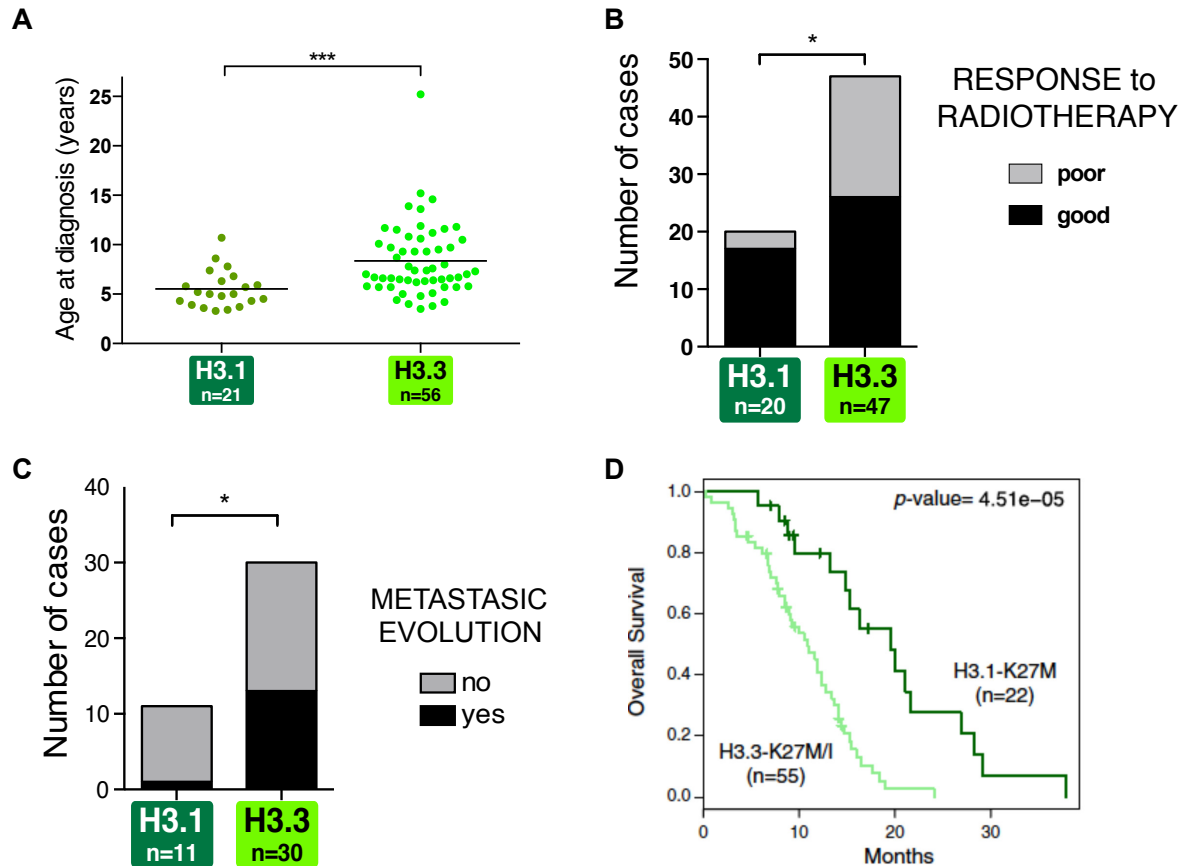 A
***
Age at diagnosis (years)
25
20
15
10
5
0
H3.1
n=21
H3.3
n=56
B
*
Number of cases
50
40
30
20
10
0
H3.1
n=20
H3.3
n=47
RESPONSE to
RADIOTHERAPY
poor
good
C
*
Number of cases
40
30
20
10
0
H3.1
n=11
H3.3
n=30
METASTASIC
EVOLUTION
no
yes
D
p-value= 4.51e−05
Overall Survival
1.0
0.8
0.6
0.4
0.2
0.0
H3.1-K27M
(n=22)
H3.3-K27M/I
(n=55)
0 10 20 30
Months